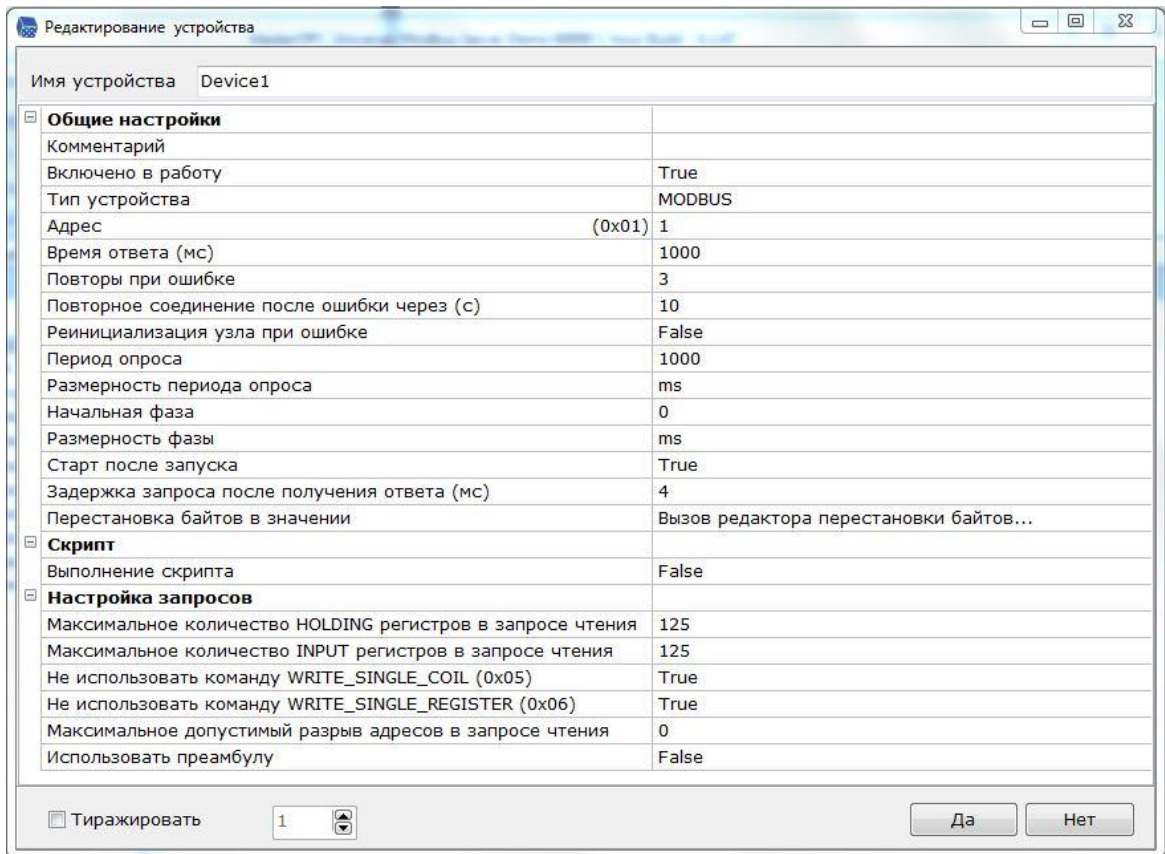 Редактирование устройства
Имя устройства Device1
Общие настройки
Комментарий
Включено в работу True
Тип устройства MODBUS
Адрес (0x01) 1
Время ответа (мс) 1000
Повторы при ошибке 3
Повторное соединение после ошибки через (с) 10
Реинициализация узла при ошибке False
Период опроса 1000
Размерность периода опроса ms
Начальная фаза 0
Размерность фазы ms
Старт после запуска True
Задержка запроса после получения ответа (мс) 4
Перестановка байтов в значении Вызов редактора перестановки байтов...
Скрипт
Выполнение скрипта False
Настройка запросов
Максимальное количество HOLDING регистров в запросе чтения 125
Максимальное количество INPUT регистров в запросе чтения 125
Не использовать команду WRITE_SINGLE_COIL (0x05) True
Не использовать команду WRITE_SINGLE_REGISTER (0x06) True
Максимальное допустимый разрыв адресов в запросе чтения 0
Использовать преамбулу False
Тиражировать 1 Да Нет